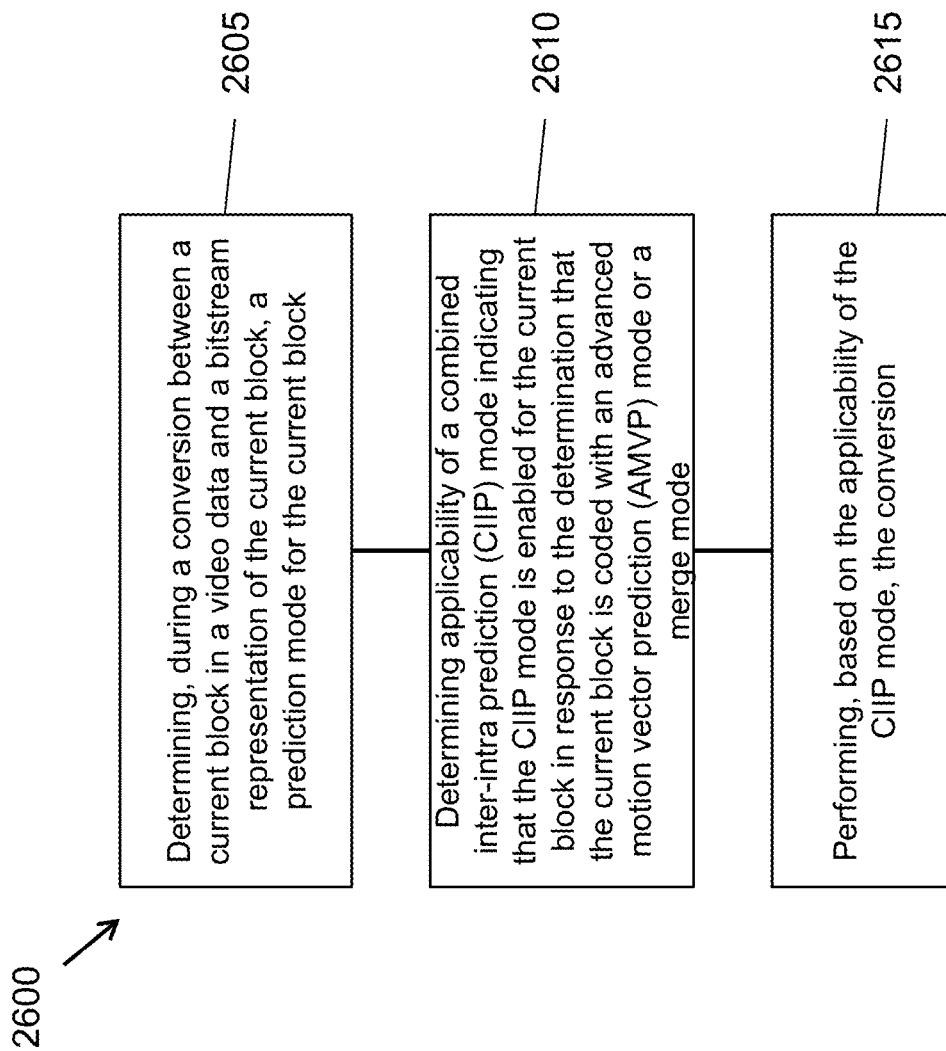 2600
Determining, during a conversion between a
current block in a video data and a bitstream
representation of the current block, a
prediction mode for the current block
2605
Determining applicability of a combined
inter-intra prediction (CIIP) mode indicating
that the CIIP mode is enabled for the current
block in response to the determination that
the current block is coded with an advanced
motion vector prediction (AMVP) mode or a
merge mode
2610
Performing, based on the applicability of the
CIIP mode, the conversion
2615